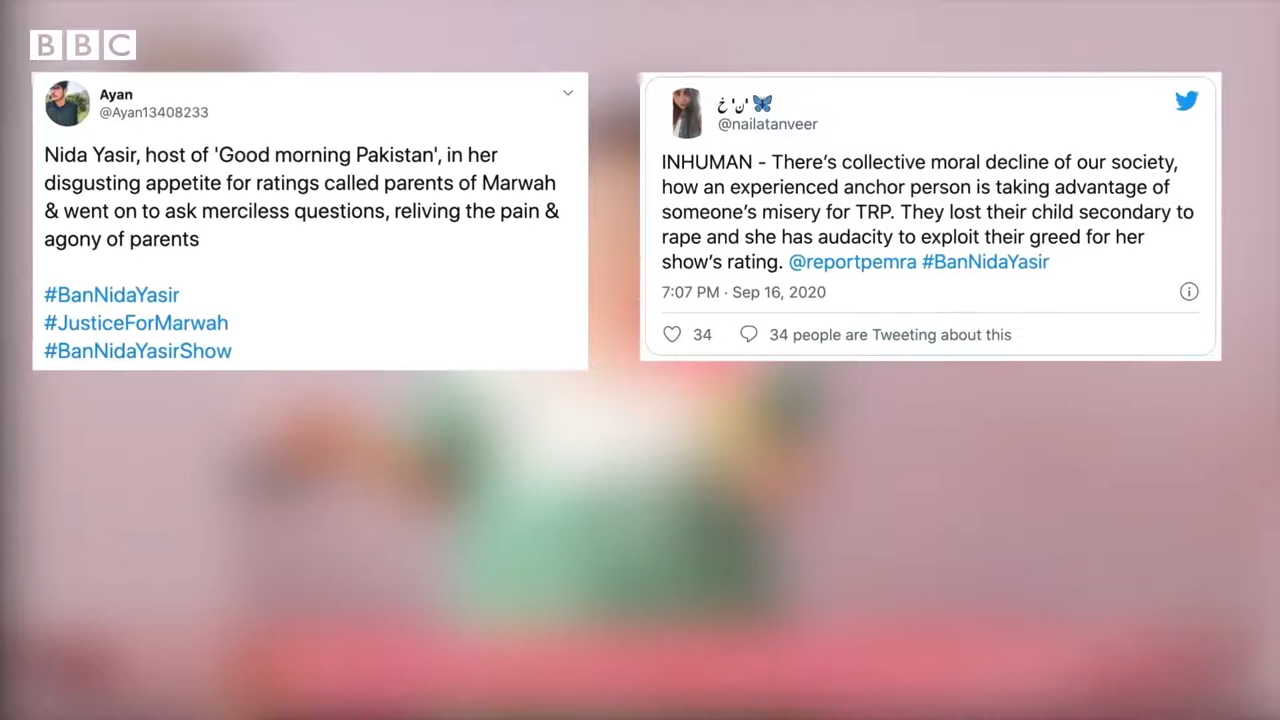 BBC
Ayan
@Ayan13408233
Nida Yasir, host of 'Good morning Pakistan', in her
disgusting appetite for ratings called parents of Marwah
& went on to ask merciless questions, reliving the pain &
agony of parents
#BanNidaYasir
#JusticeForMarwah
#BanNidaYasirShow
'ن' خ
@nailatanveer
INHUMAN - There’s collective moral decline of our society,
how an experienced anchor person is taking advantage of
someone’s misery for TRP. They lost their child secondary to
rape and she has audacity to exploit their greed for her
show’s rating. @reportpemra #BanNidaYasir
7:07 PM · Sep 16, 2020
34
34 people are Tweeting about this